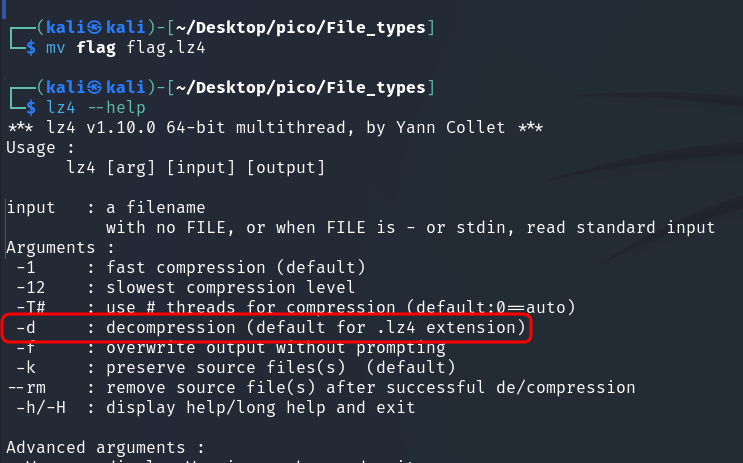 ┌──(kali㉿kali)-[~/Desktop/pico/File_types]
└─$ mv flag flag.lz4
┌──(kali㉿kali)-[~/Desktop/pico/File_types]
└─$ lz4 --help
*** lz4 v1.10.0 64-bit multithread, by Yann Collet ***
Usage :
lz4 [arg] [input] [output]
input : a filename
with no FILE, or when FILE is - or stdin, read standard input
Arguments :
-1 : fast compression (default)
-12 : slowest compression level
-T# : use # threads for compression (default:0==auto)
-d : decompression (default for .lz4 extension)
-f : overwrite output without prompting
-k : preserve source files(s) (default)
--rm : remove source file(s) after successful de/compression
-h/-H : display help/long help and exit
Advanced arguments :